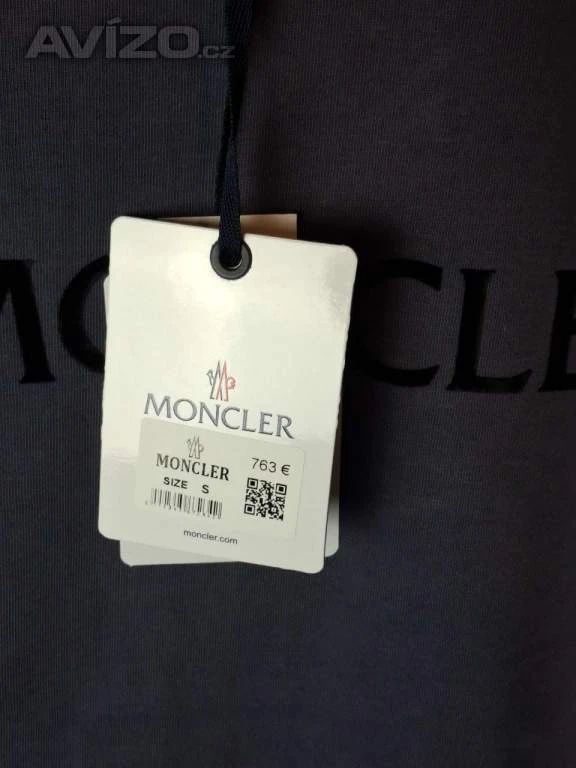 AVÍZO.cz
MONCLE
MONCLER
MONCLER
763 €
SIZE S
moncler.com